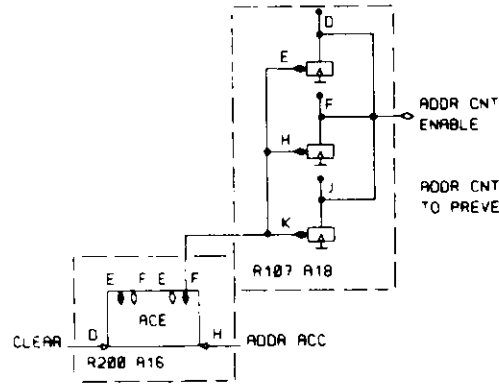 D
E
F
ADDR CNT
ENABLE
H
J
ADDR CNT
TO PREVE
K
R107 A18
E F E F
ACE
CLEAR
D
H
ADDR ACC
R200 A16